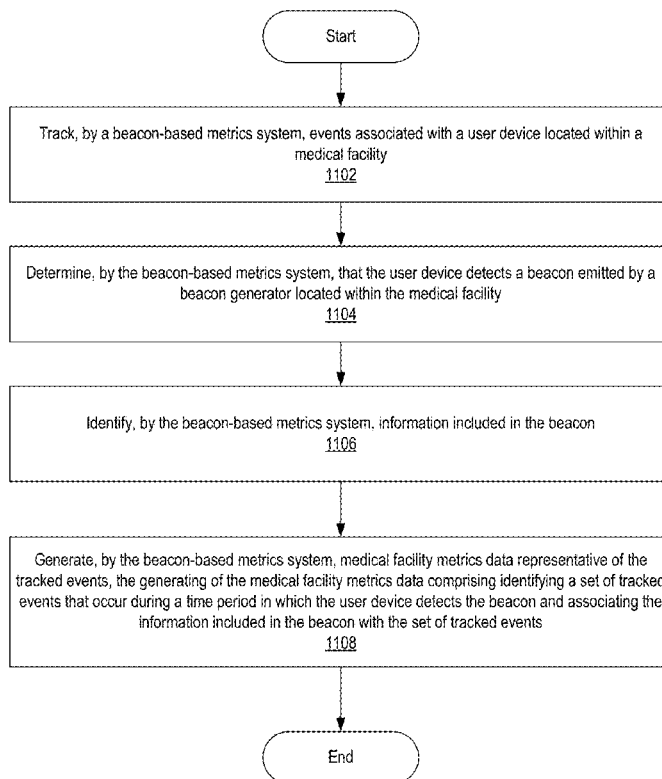 Start
Track, by a beacon-based metrics system, events associated with a user device located within a
medical facility
1102
Determine, by the beacon-based metrics system, that the user device detects a beacon emitted by a
beacon generator located within the medical facility
1104
Identify, by the beacon-based metrics system, information included in the beacon
1106
Generate, by the beacon-based metrics system, medical facility metrics data representative of the
tracked events, the generating of the medical facility metrics data comprising identifying a set of tracked
events that occur during a time period in which the user device detects the beacon and associating the
information included in the beacon with the set of tracked events
1108
End